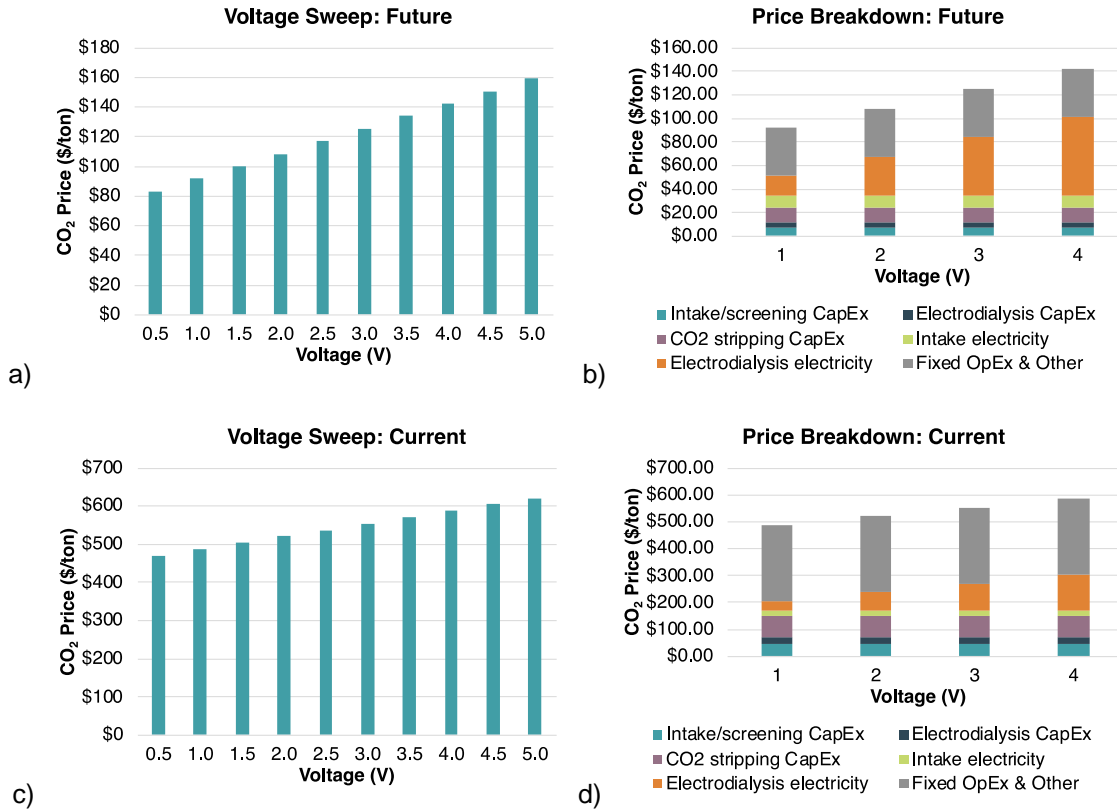 Voltage Sweep: Future
$180
$160
$140
$120
$100
$80
$60
$40
$20
$0
CO₂ Price ($/ton)
0.5 1.0 1.5 2.0 2.5 3.0 3.5 4.0 4.5 5.0
Voltage (V)
a)
Price Breakdown: Future
$160.00
$140.00
$120.00
$100.00
$80.00
$60.00
$40.00
$20.00
$0.00
CO₂ Price ($/ton)
1 2 3 4
Voltage (V)
Intake/screening CapEx Electrodialysis CapEx
CO2 stripping CapEx Intake electricity
Electrodialysis electricity Fixed OpEx & Other
b)
Voltage Sweep: Current
$700
$600
$500
$400
$300
$200
$100
$0
CO₂ Price ($/ton)
0.5 1.0 1.5 2.0 2.5 3.0 3.5 4.0 4.5 5.0
Voltage (V)
c)
Price Breakdown: Current
$700.00
$600.00
$500.00
$400.00
$300.00
$200.00
$100.00
$0.00
CO₂ Price ($/ton)
1 2 3 4
Voltage (V)
Intake/screening CapEx Electrodialysis CapEx
CO2 stripping CapEx Intake electricity
Electrodialysis electricity Fixed OpEx & Other
d)